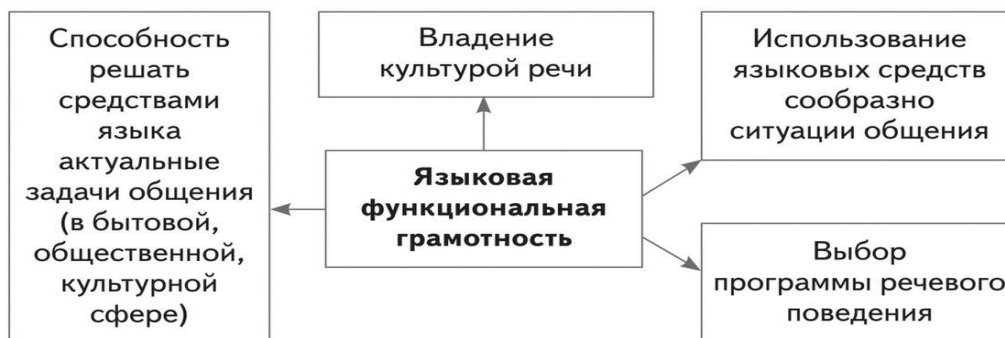 Способность
решать
средствами
языка
актуальные
задачи общения
(в бытовой,
общественной,
культурной
сфере)
Владение
культурой речи
Использование
языковых средств
сообразно
ситуации общения
Языковая
функциональная
грамотность
Выбор
программы речевого
поведения